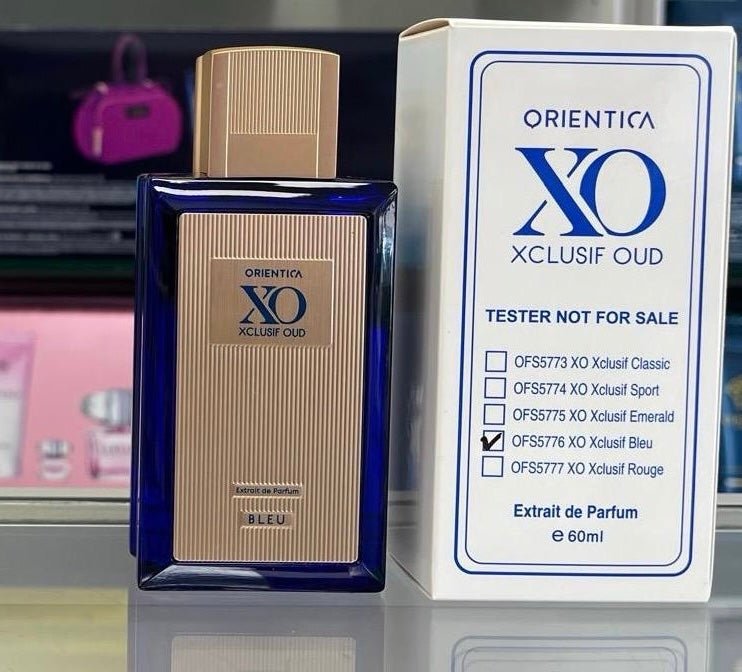 ORIENTICA
XO
XCLUSIF OUD
Extrait de Parfum
BLEU
ORIENTICA
XO
XCLUSIF OUD
TESTER NOT FOR SALE
OFS5773 XO Xclusif Classic
OFS5774 XO Xclusif Sport
OFS5775 XO Xclusif Emerald
OFS5776 XO Xclusif Bleu
OFS5777 XO Xclusif Rouge
Extrait de Parfum
℮ 60ml